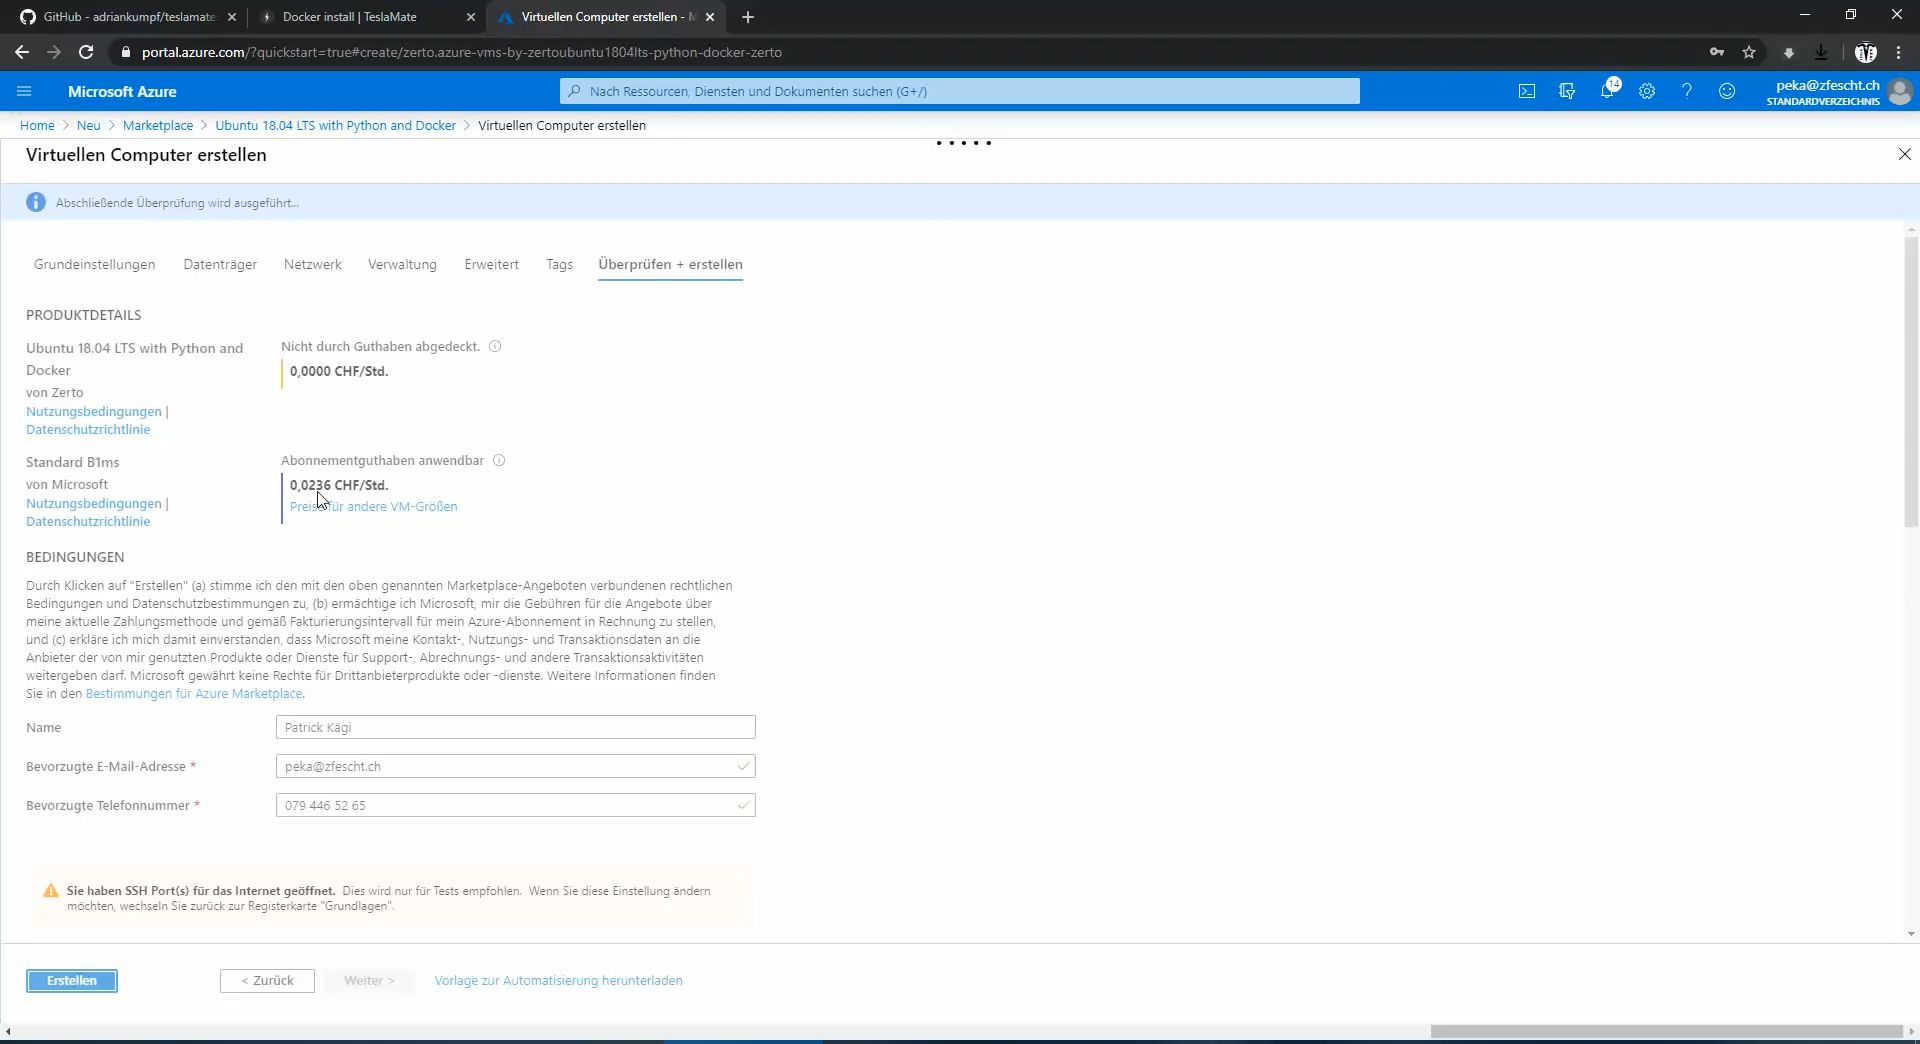 GitHub - adriankumpf/teslamate
Docker install | TeslaMate
Virtuellen Computer erstellen - M
portal.azure.com/?quickstart=true#create/zerto.azure-vms-by-zertoubuntu1804lts-python-docker-zerto
Microsoft Azure
Nach Ressourcen, Diensten und Dokumenten suchen (G+/)
14
peka@zfescht.ch
STANDARDVERZEICHNIS
Home > Neu > Marketplace > Ubuntu 18.04 LTS with Python and Docker > Virtuellen Computer erstellen
Virtuellen Computer erstellen
Abschließende Überprüfung wird ausgeführt...
Grundeinstellungen Datenträger Netzwerk Verwaltung Erweitert Tags Überprüfen + erstellen
PRODUKTDETAILS
Ubuntu 18.04 LTS with Python and
Docker
von Zerto
Nutzungsbedingungen |
Datenschutzrichtlinie
Nicht durch Guthaben abgedeckt.
0,0000 CHF/Std.
Standard B1ms
von Microsoft
Nutzungsbedingungen |
Datenschutzrichtlinie
Abonnementguthaben anwendbar
0,0236 CHF/Std.
Preise für andere VM-Größen
BEDINGUNGEN
Durch Klicken auf "Erstellen" (a) stimme ich den mit den oben genannten Marketplace-Angeboten verbundenen rechtlichen
Bedingungen und Datenschutzbestimmungen zu, (b) ermächtige ich Microsoft, mir die Gebühren für die Angebote über
meine aktuelle Zahlungsmethode und gemäß Fakturierungsintervall für mein Azure-Abonnement in Rechnung zu stellen,
und (c) erkläre ich mich damit einverstanden, dass Microsoft meine Kontakt-, Nutzungs- und Transaktionsdaten an die
Anbieter der von mir genutzten Produkte oder Dienste für Support-, Abrechnungs- und andere Transaktionsaktivitäten
weitergeben darf. Microsoft gewährt keine Rechte für Drittanbieterprodukte oder -dienste. Weitere Informationen finden
Sie in den Bestimmungen für Azure Marketplace.
Name
Patrick Kägi
Bevorzugte E-Mail-Adresse *
peka@zfescht.ch
Bevorzugte Telefonnummer *
079 446 52 65
Sie haben SSH Port(s) für das Internet geöffnet. Dies wird nur für Tests empfohlen. Wenn Sie diese Einstellung ändern
möchten, wechseln Sie zurück zur Registerkarte "Grundlagen".
Erstellen
< Zurück
Weiter >
Vorlage zur Automatisierung herunterladen